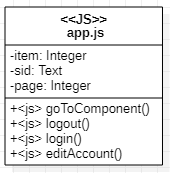 <<JS>>
app.js
-item: Integer
-sid: Text
-page: Integer
+<js> goToComponent()
+<js> logout()
+<js> login()
+<js> editAccount()